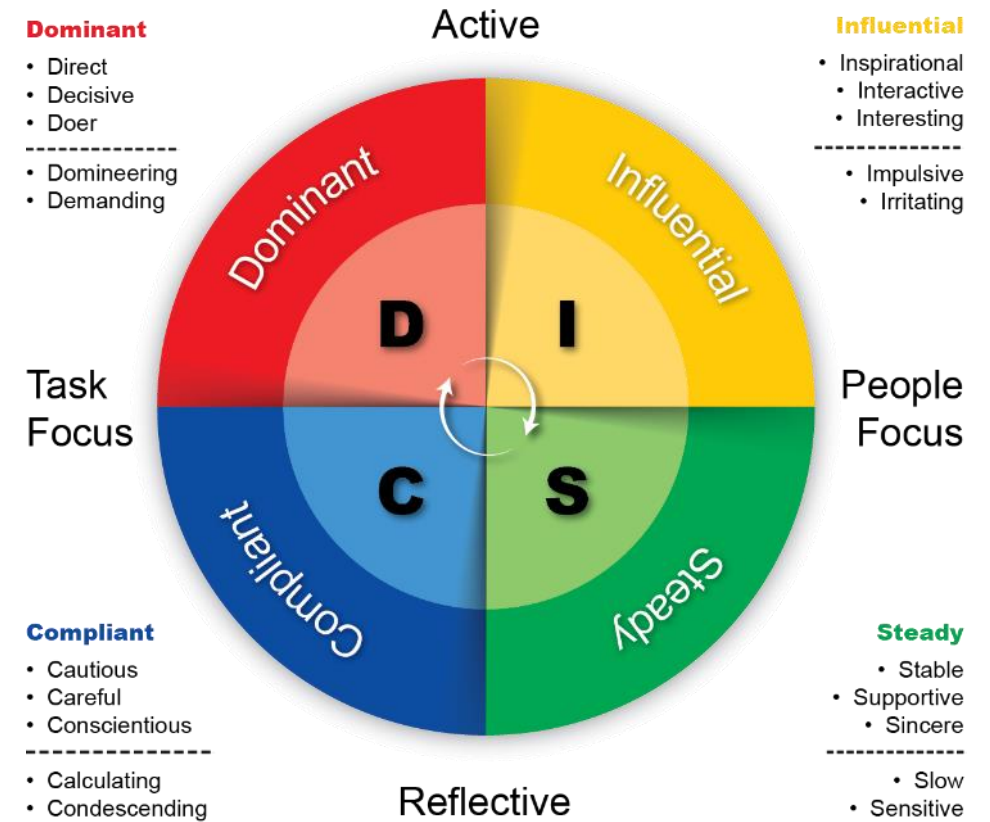 Active
Dominant
• Direct
• Decisive
• Doer
• Domineering
• Demanding
Influential
• Inspirational
• Interactive
• Interesting
• Impulsive
• Irritating
Dominant
Influential
D
I
Task
Focus
People
Focus
C
S
Compliant
Steady
Compliant
• Cautious
• Careful
• Conscientious
• Calculating
• Condescending
Steady
• Stable
• Supportive
• Sincere
• Slow
• Sensitive
Reflective